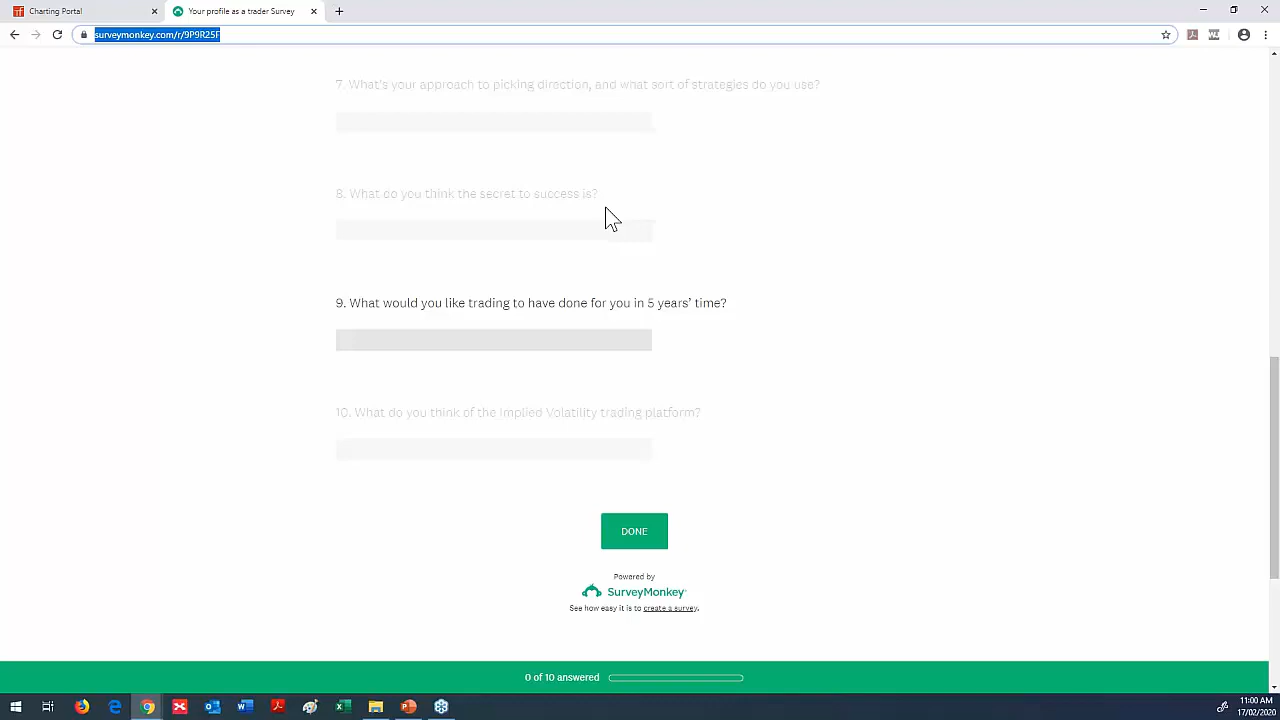 Charting Portal
Your profile as a trader Survey
surveymonkey.com/r/9P9R25F
7. What's your approach to picking direction, and what sort of strategies do you use?
8. What do you think the secret to success is?
9. What would you like trading to have done for you in 5 years' time?
10. What do you think of the Implied Volatility trading platform?
DONE
Powered by
SurveyMonkey
See how easy it is to create a survey.
0 of 10 answered
11:00 AM
17/02/2020